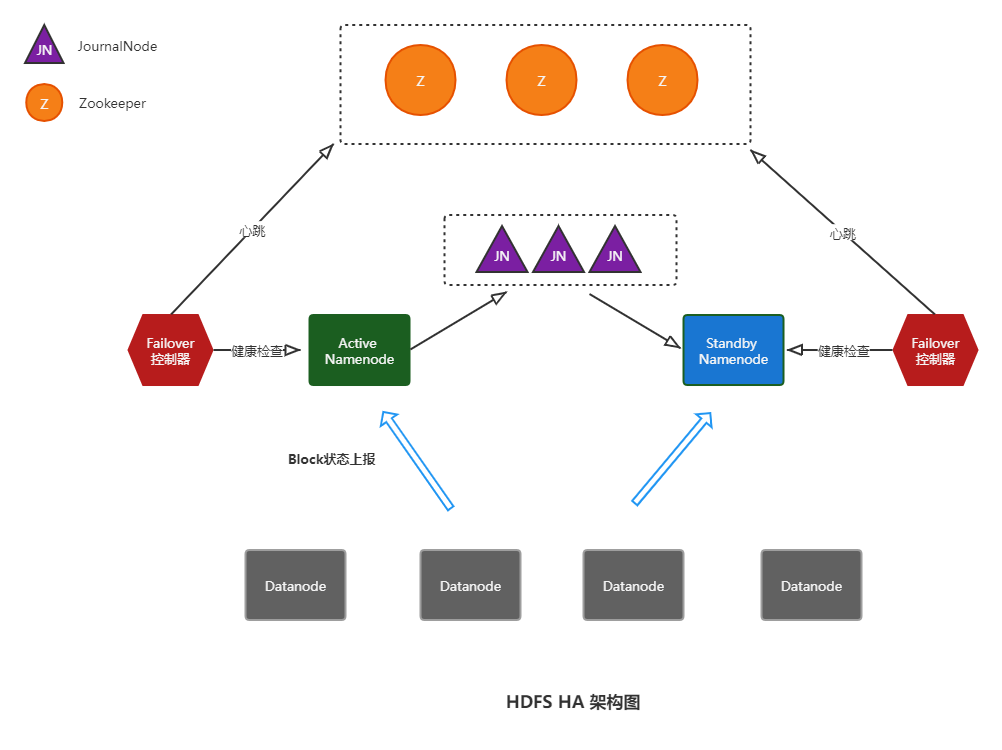 JN
JournalNode
Z
Zookeeper
Z
Z
Z
心跳
心跳
JN
JN
JN
Failover
控制器
健康检查
Active
Namenode
Standby
Namenode
健康检查
Failover
控制器
Block状态上报
Datanode
Datanode
Datanode
Datanode
HDFS HA 架构图